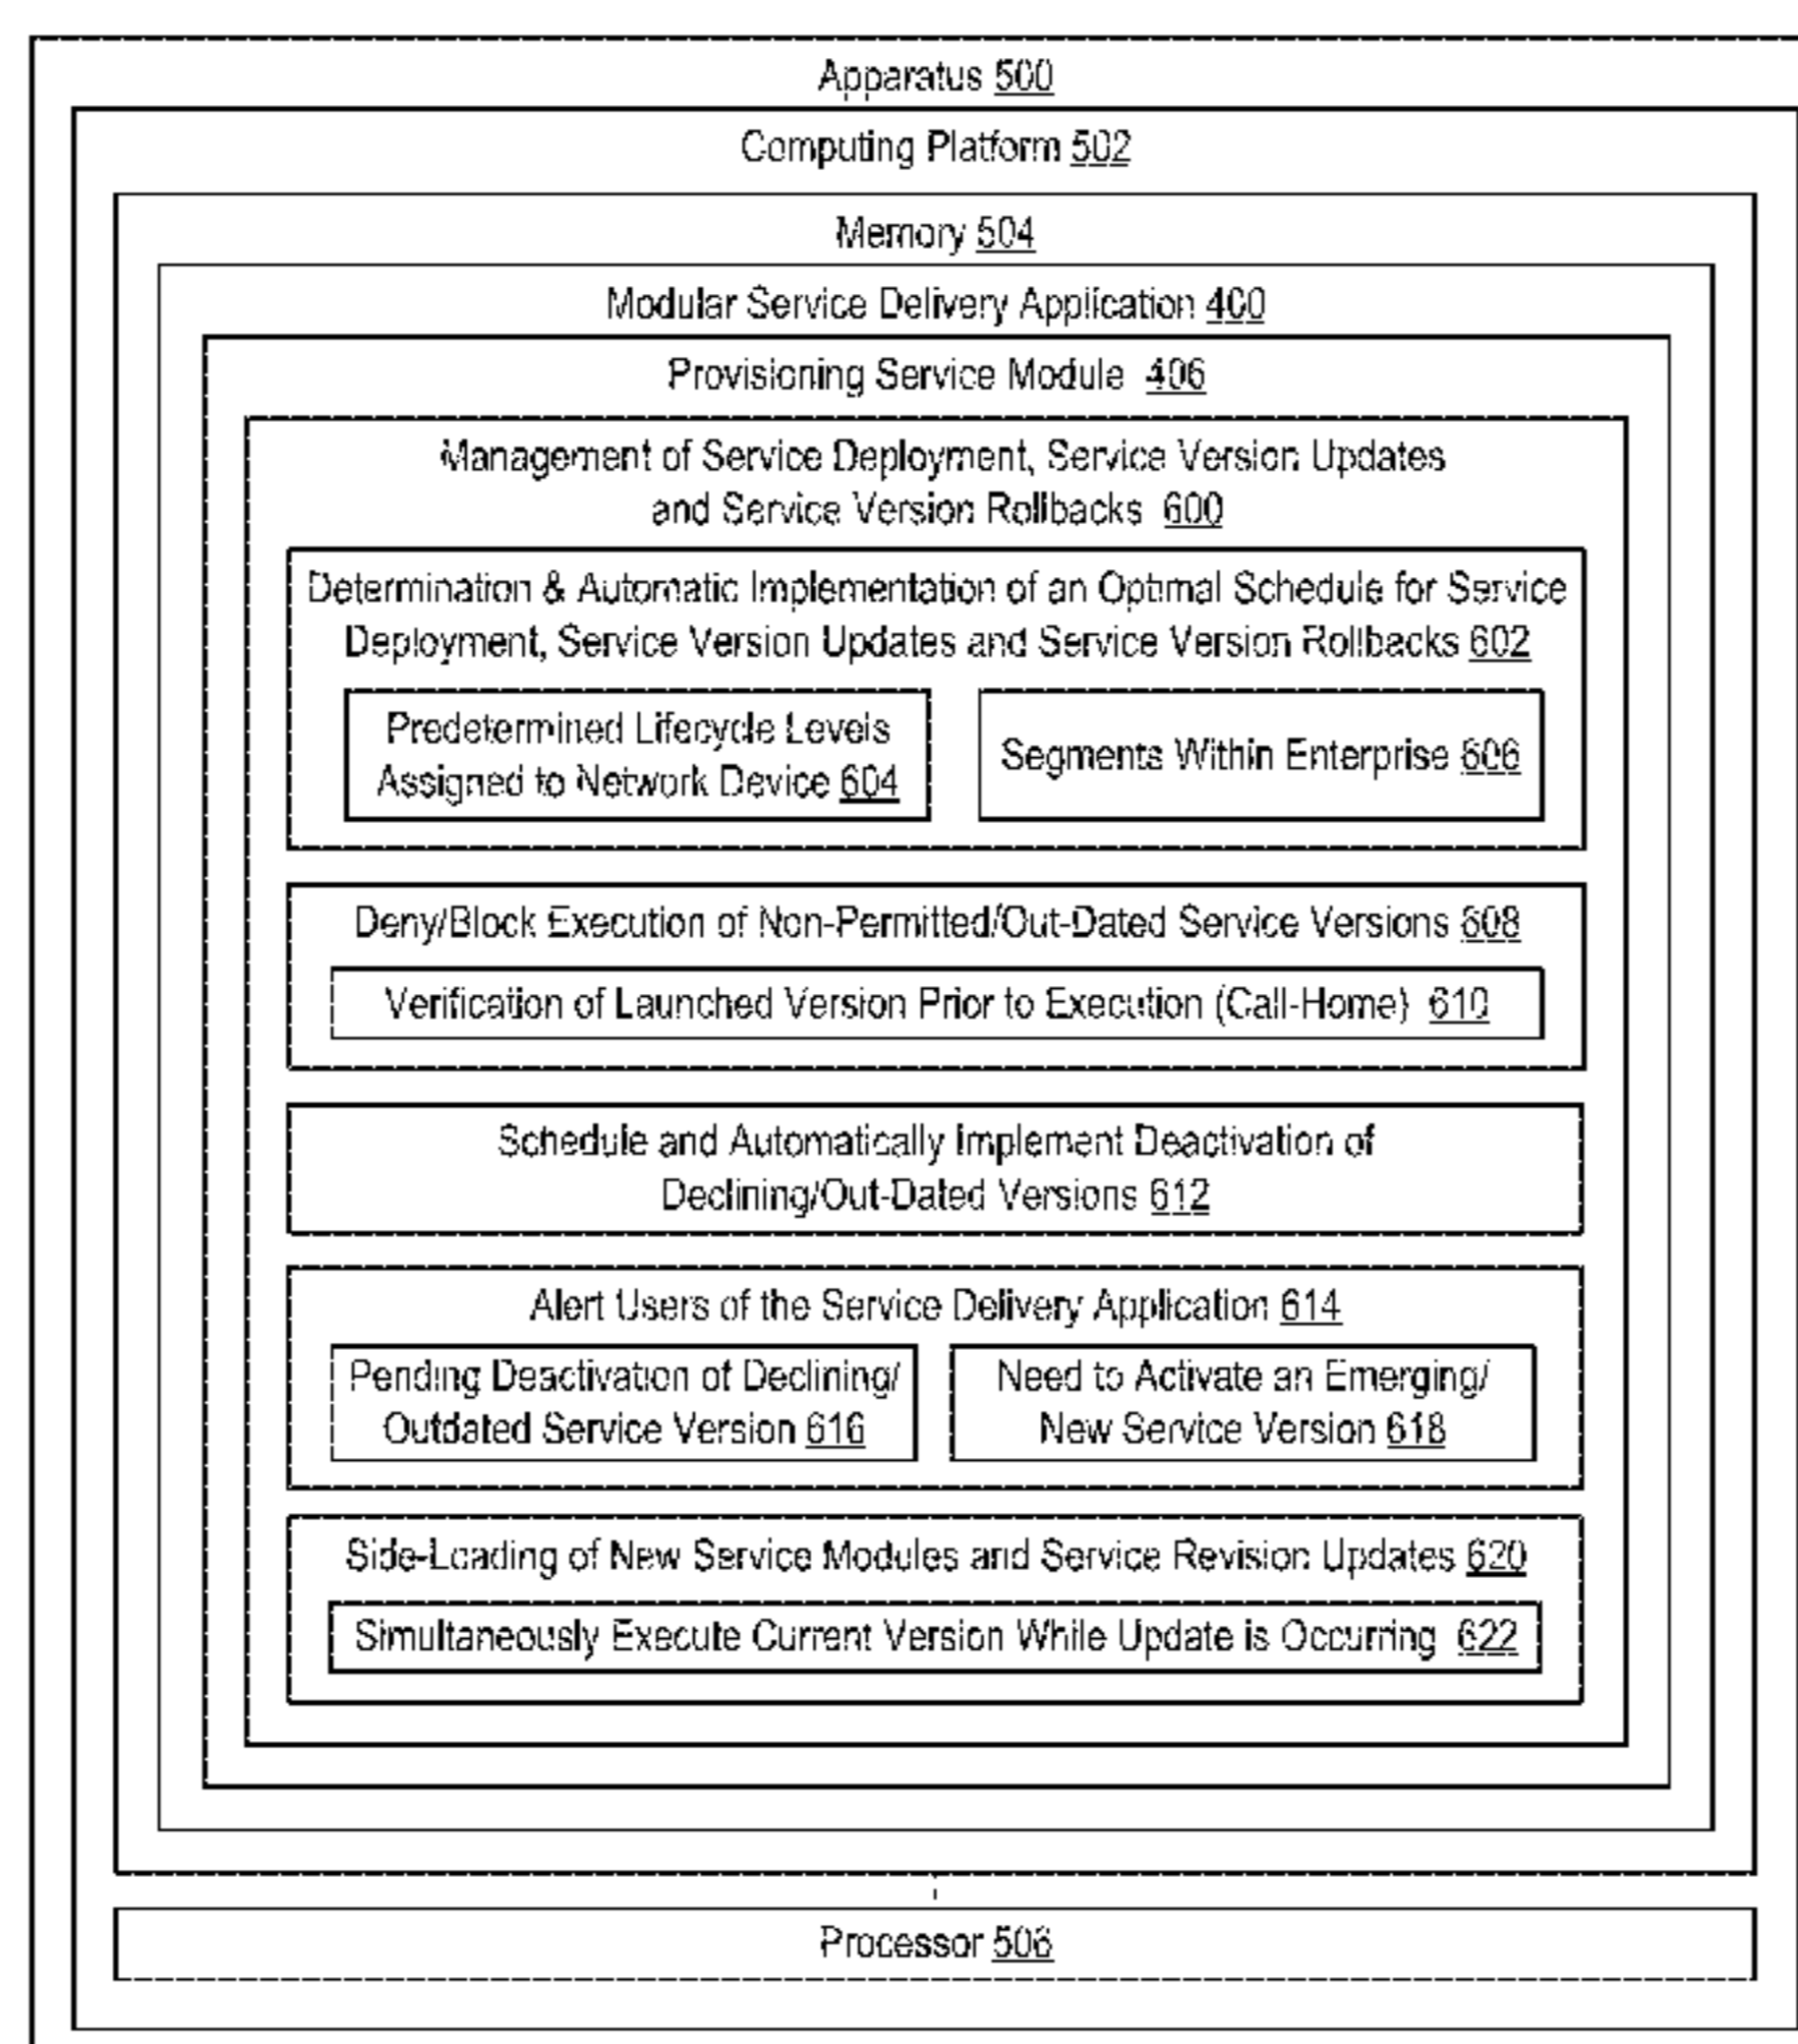 Apparatus 500
Computing Platform 502
Memory 504
Modular Service Delivery Application 400
Provisioning Service Module 406
Management of Service Deployment, Service Version Updates
and Service Version Rollbacks 600
Determination & Automatic Implementation of an Optimal Schedule for Service
Deployment, Service Version Updates and Service Version Rollbacks 602
Predetermined Lifecycle Levels
Assigned to Network Device 604
Segments Within Enterprise 606
Deny/Block Execution of Non-Permitted/Out-Dated Service Versions 608
Verification of Launched Version Prior to Execution (Call-Home) 610
Schedule and Automatically Implement Deactivation of
Declining/Out-Dated Versions 612
Alert Users of the Service Delivery Application 614
Pending Deactivation of Declining/
Outdated Service Version 616
Need to Activate an Emerging/
New Service Version 618
Side-Loading of New Service Modules and Service Revision Updates 620
Simultaneously Execute Current Version While Update is Occurring 622
Processor 506